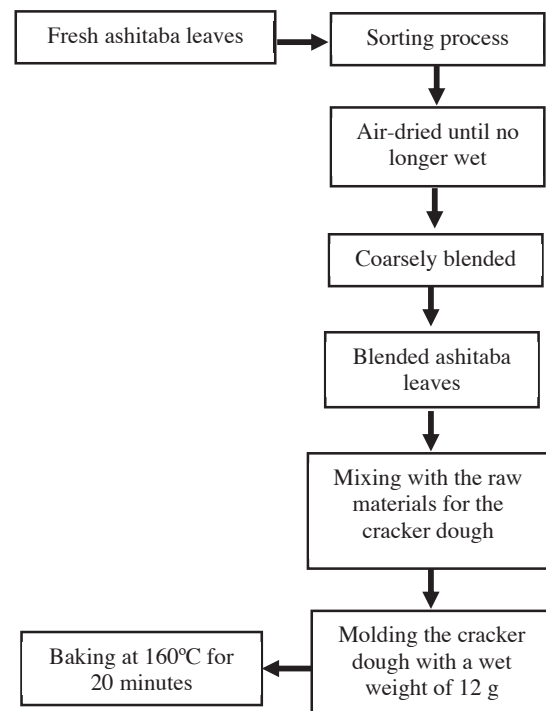 Fresh ashitaba leaves
Sorting process
Air-dried until no
longer wet
Coarsely blended
Blended ashitaba
leaves
Mixing with the raw
materials for the
cracker dough
Molding the cracker
dough with a wet
weight of 12 g
Baking at 160ºC for
20 minutes